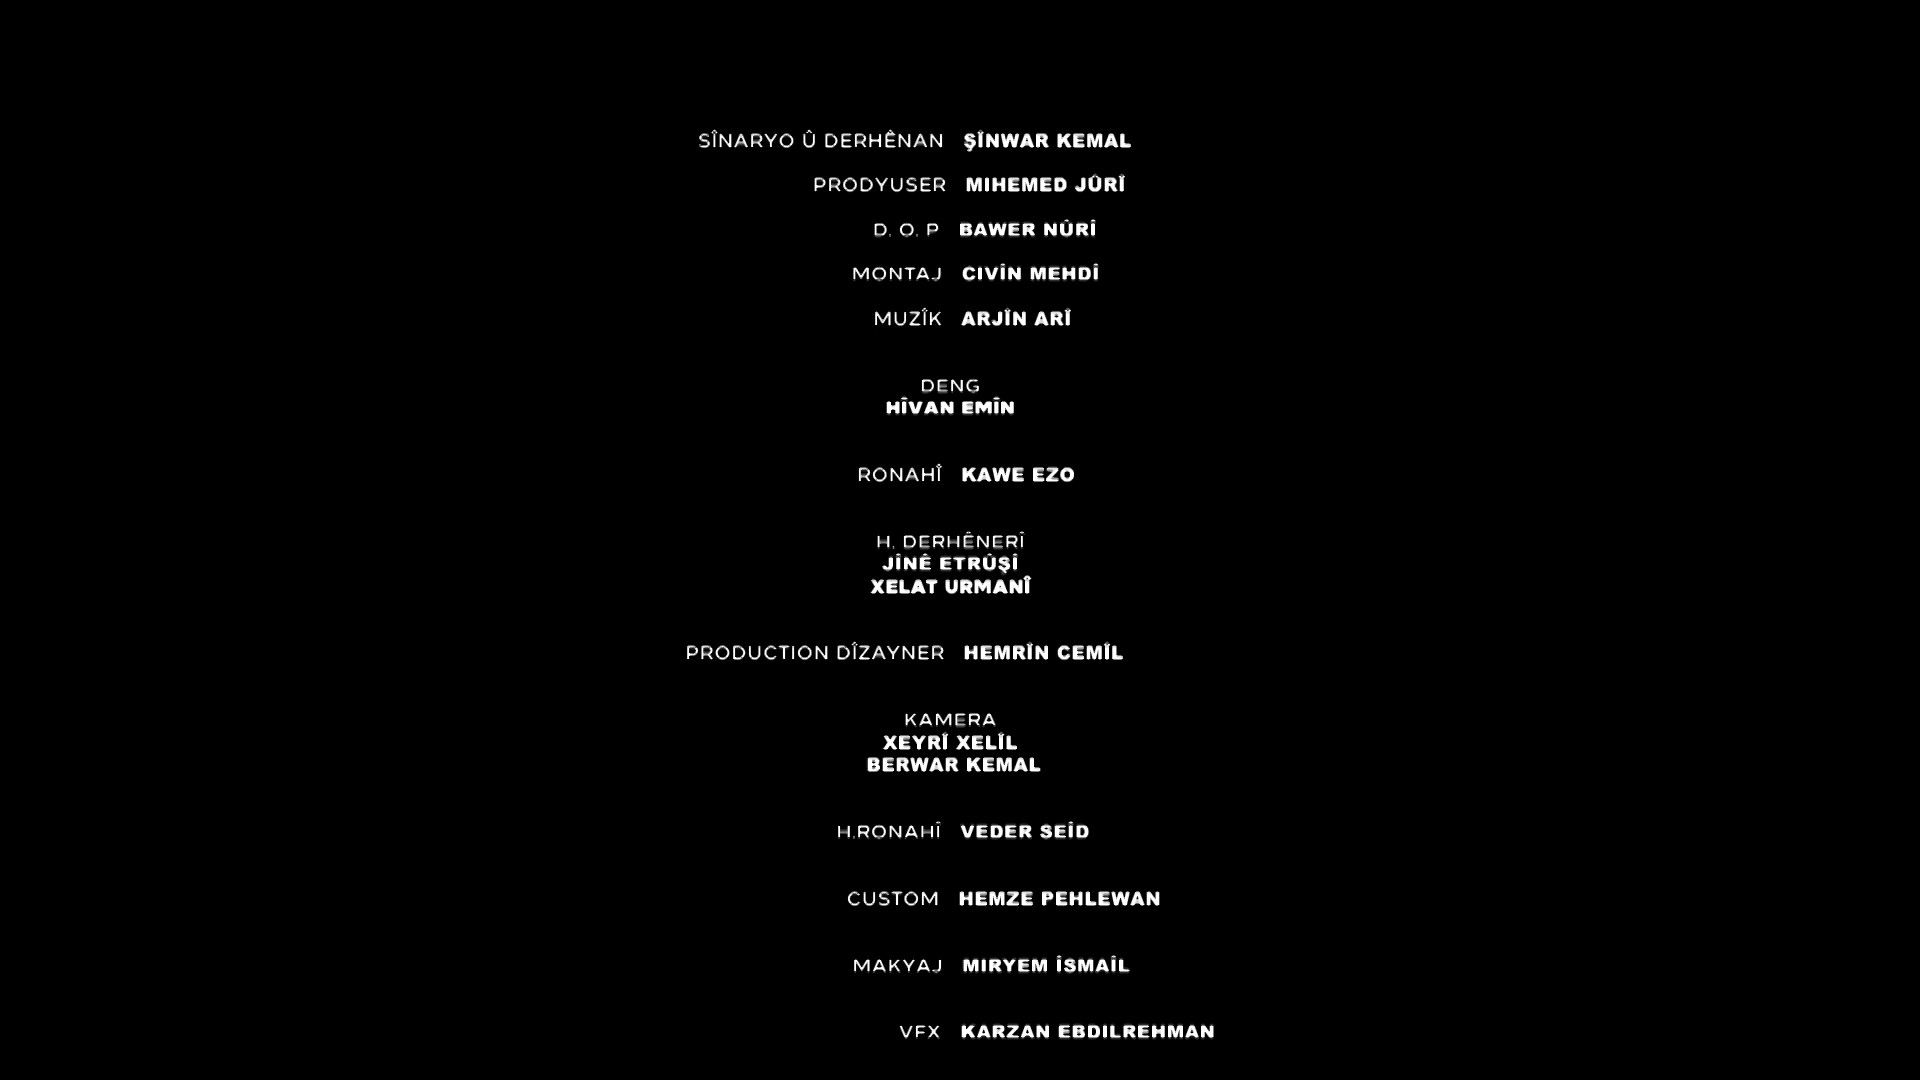 SÎNARYO Û DERHÊNAN ŞÎNWAR KEMAL
PRODYUSER MIHEMED JÛRÎ
D. O. P BAWER NÛRÎ
MONTAJ CIVÎN MEHDÎ
MUZÎK ARJÎN ARÎ
DENG
HÎVAN EMÎN
RONAHÎ KAWE EZO
H. DERHÊNERÎ
JÎNÊ ETRÛŞÎ
XELAT URMANÎ
PRODUCTION DÎZAYNER HEMRÎN CEMÎL
KAMERA
XEYRÎ XELÎL
BERWAR KEMAL
H.RONAHÎ VEDER SEÎD
CUSTOM HEMZE PEHLEWAN
MAKYAJ MIRYEM ÎSMAÎL
VFX KARZAN EBDILREHMAN